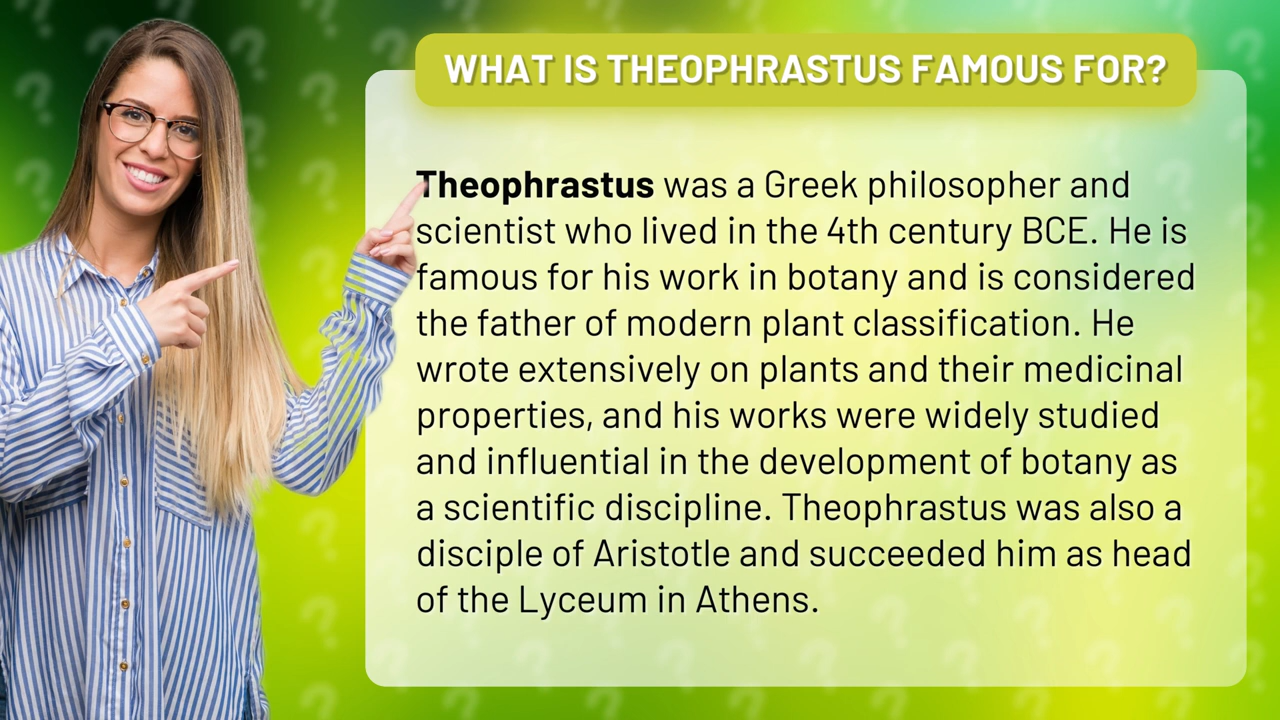 WHAT IS THEOPHRASTUS FAMOUS FOR?
Theophrastus was a Greek philosopher and
scientist who lived in the 4th century BCE. He is
famous for his work in botany and is considered
the father of modern plant classification. He
wrote extensively on plants and their medicinal
properties, and his works were widely studied
and influential in the development of botany as
a scientific discipline. Theophrastus was also a
disciple of Aristotle and succeeded him as head
of the Lyceum in Athens.